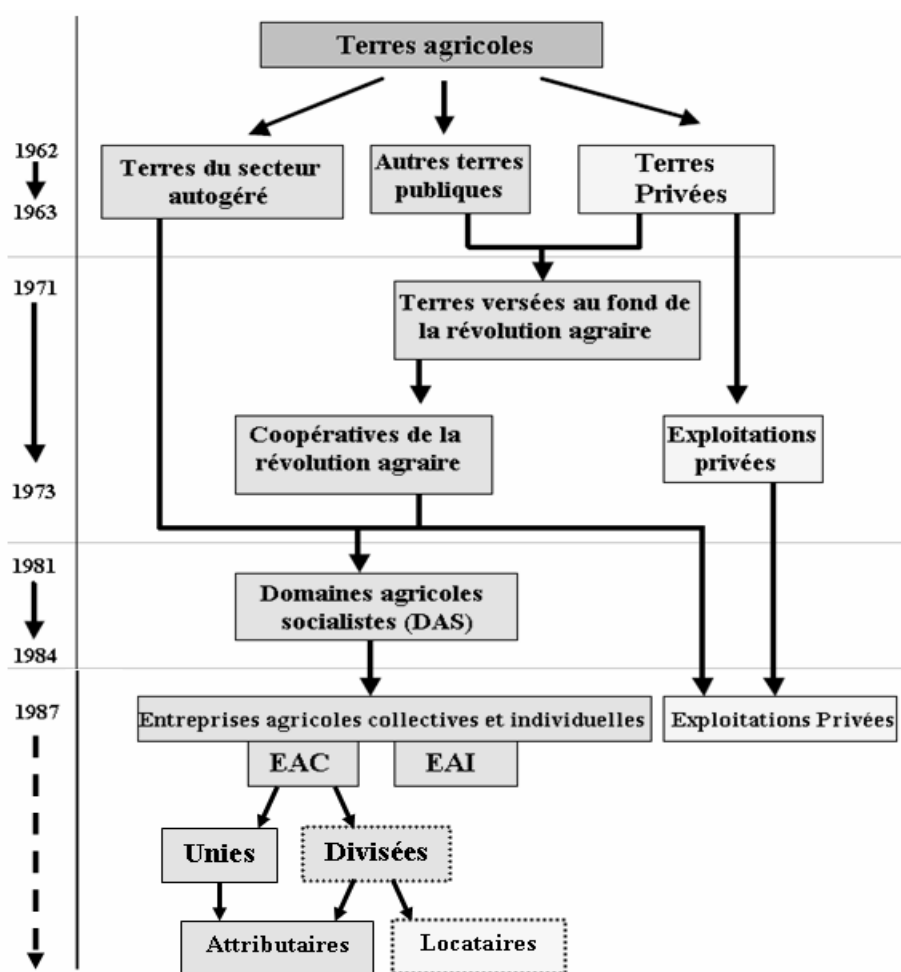 Terres agricoles
1962
1963
Terres du secteur
autogéré
Autres terres
publiques
Terres
Privées
1971
1973
Terres versées au fond de
la révolution agraire
Coopératives de la
révolution agraire
Exploitations
privées
1981
1984
Domaines agricoles
socialistes (DAS)
1987
Entreprises agricoles collectives et individuelles
Exploitations Privées
EAC
EAI
Unies
Divisées
Attributaires
Locataires